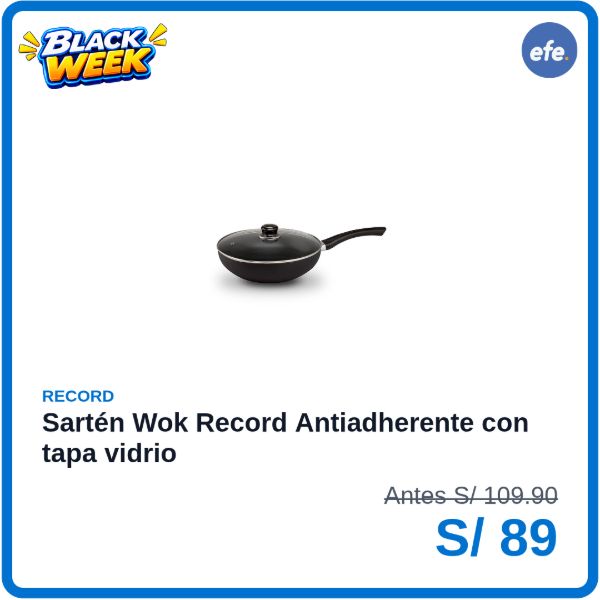 BLACK
WEEK
efe.
RECORD
Sartén Wok Record Antiadherente con
tapa vidrio
Antes S/ 109.90
S/ 89